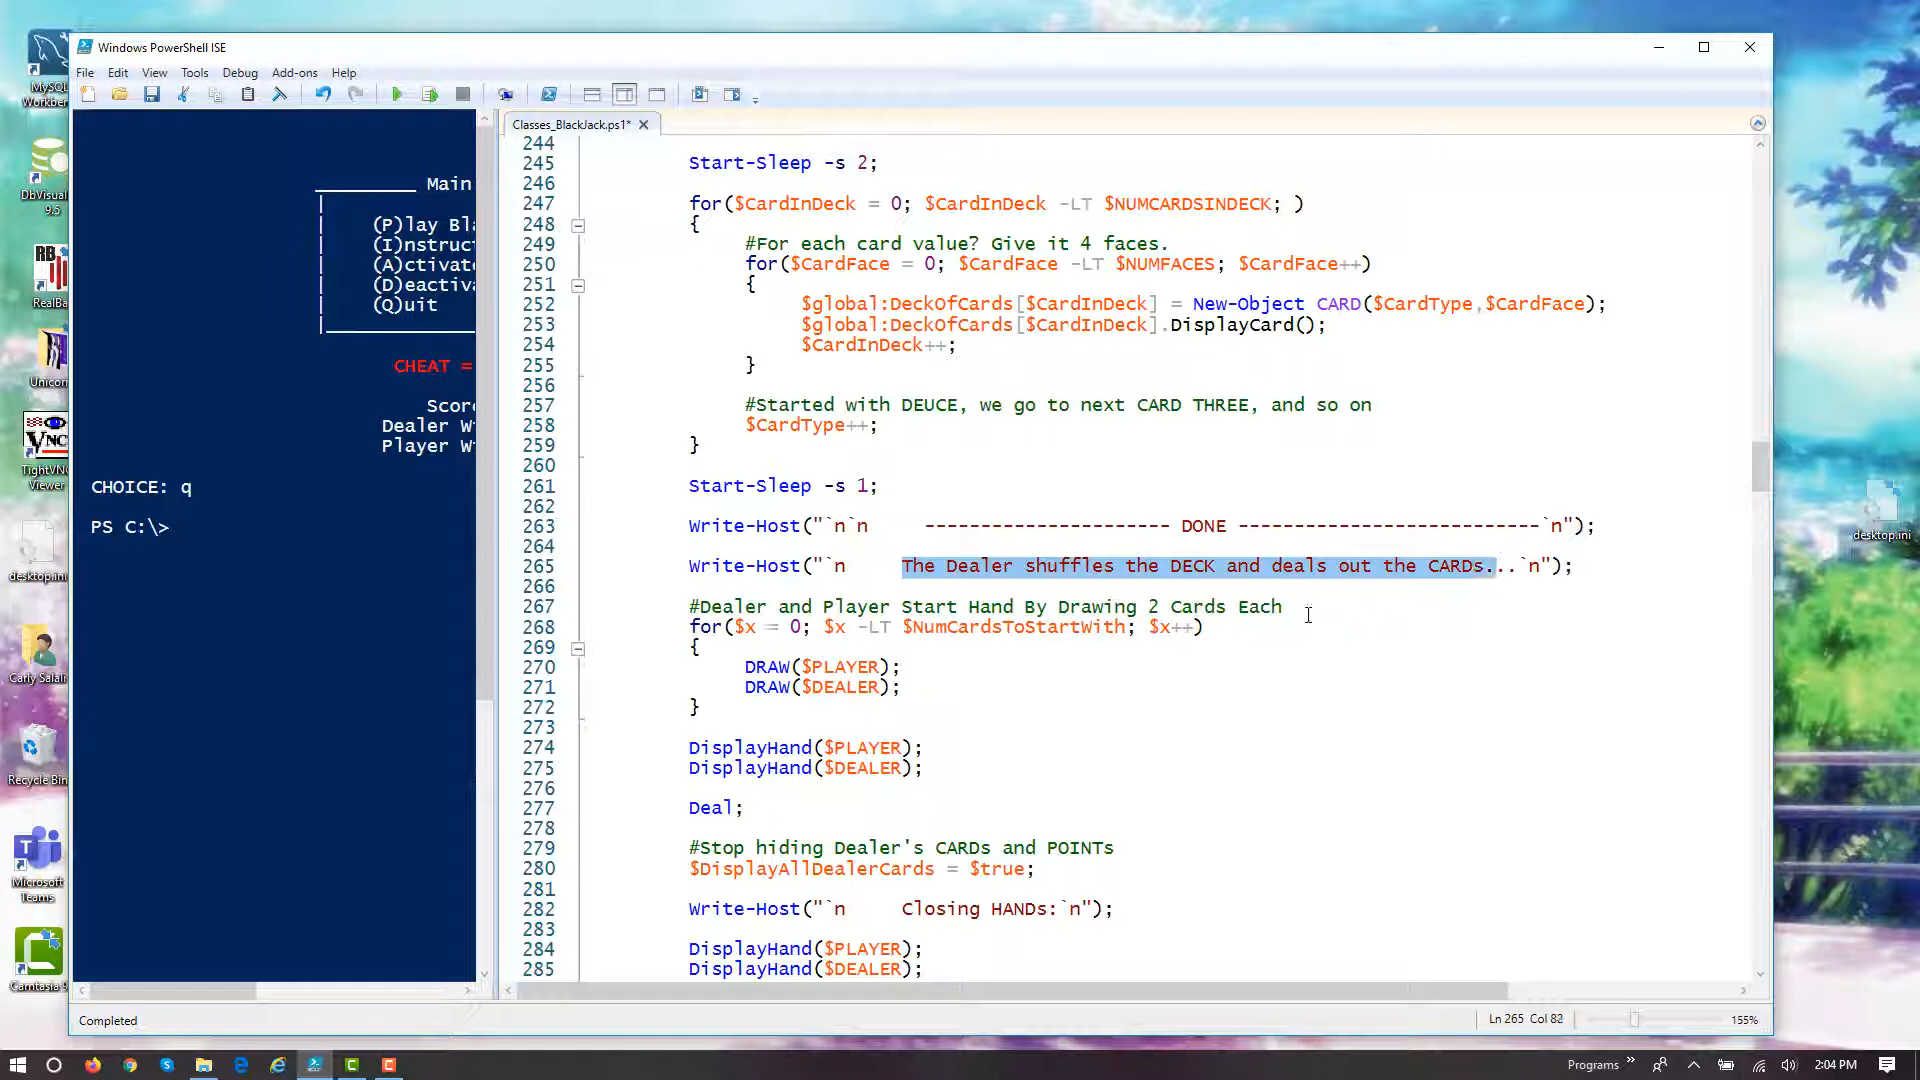 Windows PowerShell ISE
File Edit View Tools Debug Add-ons Help
Classes_BlackJack.ps1*
Main
(P)lay Bla
(I)nstruct
(A)ctivate
(D)eactiva
(Q)uit
CHEAT =
Score
Dealer Wi
Player Wi
CHOICE: q
PS C:\>
244
245 Start-Sleep -s 2;
246
247 for($CardInDeck = 0; $CardInDeck -LT $NUMCARDSINDECK; )
248 {
249 #For each card value? Give it 4 faces.
250 for($CardFace = 0; $CardFace -LT $NUMFACES; $CardFace++)
251 {
252 $global:DeckOfCards[$CardInDeck] = New-Object CARD($CardType,$CardFace);
253 $global:DeckOfCards[$CardInDeck].DisplayCard();
254 $CardInDeck++;
255 }
256
257 #Started with DEUCE, we go to next CARD THREE, and so on
258 $CardType++;
259 }
260
261 Start-Sleep -s 1;
262
263 Write-Host("`n`n     ---------------------- DONE ---------------------------`n");
264
265 Write-Host("`n     The Dealer shuffles the DECK and deals out the CARDs...`n");
266
267 #Dealer and Player Start Hand By Drawing 2 Cards Each
268 for($x = 0; $x -LT $NumCardsToStartWith; $x++)
269 {
270 DRAW($PLAYER);
271 DRAW($DEALER);
272 }
273
274 DisplayHand($PLAYER);
275 DisplayHand($DEALER);
276
277 Deal;
278
279 #Stop hiding Dealer's CARDs and POINTs
280 $DisplayAllDealerCards = $true;
281
282 Write-Host("`n     Closing HANDs:`n");
283
284 DisplayHand($PLAYER);
285 DisplayHand($DEALER);
Completed
Ln 265 Col 82
155%
MySQL
Workben
DbVisuali
9.5
RealBa
Unicorn
TightVNC
Viewer
desktop.ini
Carly Salali
Recycle Bin
Microsoft
Teams
Camtasia 9
desktop.ini
Programs
2:04 PM